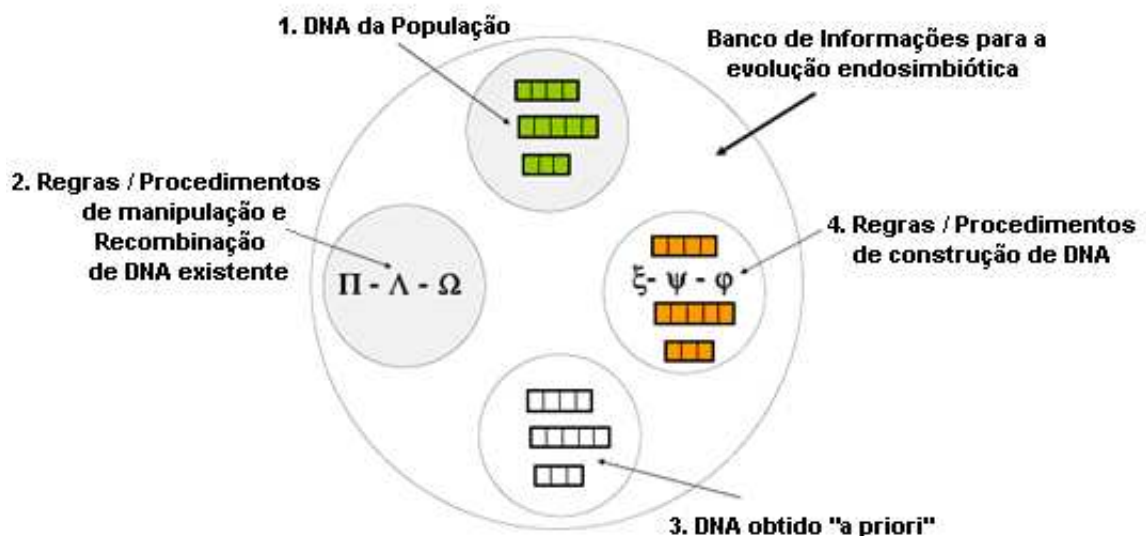 1. DNA da População
Banco de Informações para a
evolução endosimbiótica
2. Regras / Procedimentos
de manipulação e
Recombinação
de DNA existente
Π - Λ - Ω
4. Regras / Procedimentos
de construção de DNA
ξ- ψ - φ
3. DNA obtido "a priori"